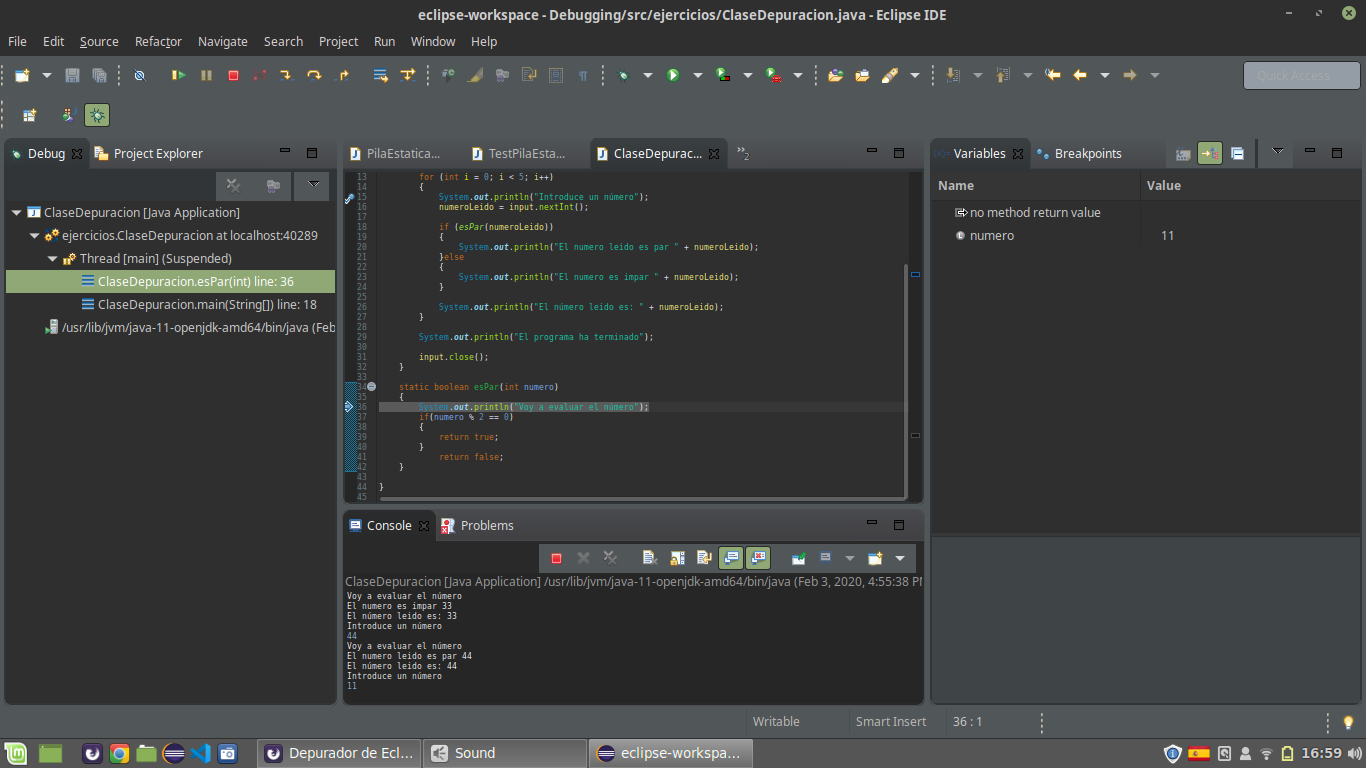 eclipse-workspace - Debugging/src/ejercicios/ClaseDepuracion.java - Eclipse IDE
File Edit Source Refactor Navigate Search Project Run Window Help
Quick Access
Debug Project Explorer
ClaseDepuracion [Java Application]
ejercicios.ClaseDepuracion at localhost:40289
Thread [main] (Suspended)
ClaseDepuracion.esPar(int) line: 36
ClaseDepuracion.main(String[]) line: 18
/usr/lib/jvm/java-11-openjdk-amd64/bin/java (Feb
PilaEstatica... TestPilaEsta... ClaseDepurac... »2
13 for (int i = 0; i < 5; i++)
14 {
15 System.out.println("Introduce un número");
16 numeroLeido = input.nextInt();
17
18 if (esPar(numeroLeido))
19 {
20 System.out.println("El numero leido es par " + numeroLeido);
21 }else
22 {
23 System.out.println("El numero es impar " + numeroLeido);
24 }
25
26 System.out.println("El número leido es: " + numeroLeido);
27 }
28
29 System.out.println("El programa ha terminado");
30
31 input.close();
32 }
33
34 static boolean esPar(int numero)
35 {
36 System.out.println("Voy a evaluar el número");
37 if(numero % 2 == 0)
38 {
39 return true;
40 }
41 return false;
42 }
43
44 }
45
Variables Breakpoints
Name Value
no method return value
numero 11
Console Problems
ClaseDepuracion [Java Application] /usr/lib/jvm/java-11-openjdk-amd64/bin/java (Feb 3, 2020, 4:55:38 PM
Voy a evaluar el número
El numero es impar 33
El número leido es: 33
Introduce un número
44
Voy a evaluar el número
El numero leido es par 44
El número leido es: 44
Introduce un número
11
Writable Smart Insert 36 : 1
Depurador de Ecl... Sound eclipse-workspa... 16:59